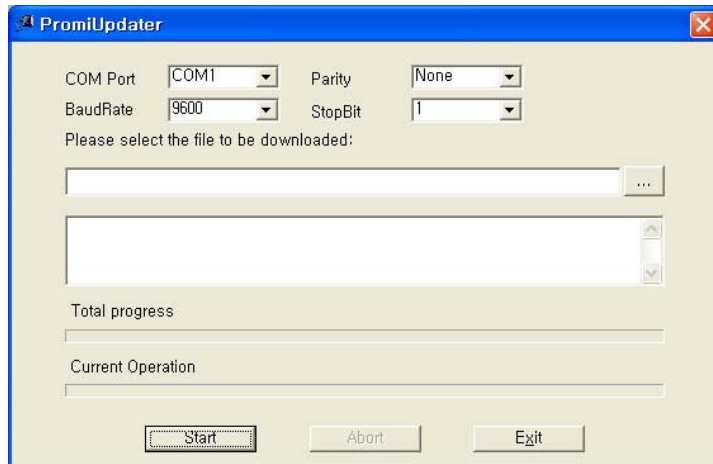 PromiUpdater
COM Port COM1 Parity None
BaudRate 9600 StopBit 1
Please select the file to be downloaded:
...
Total progress
Current Operation
Start Abort Exit